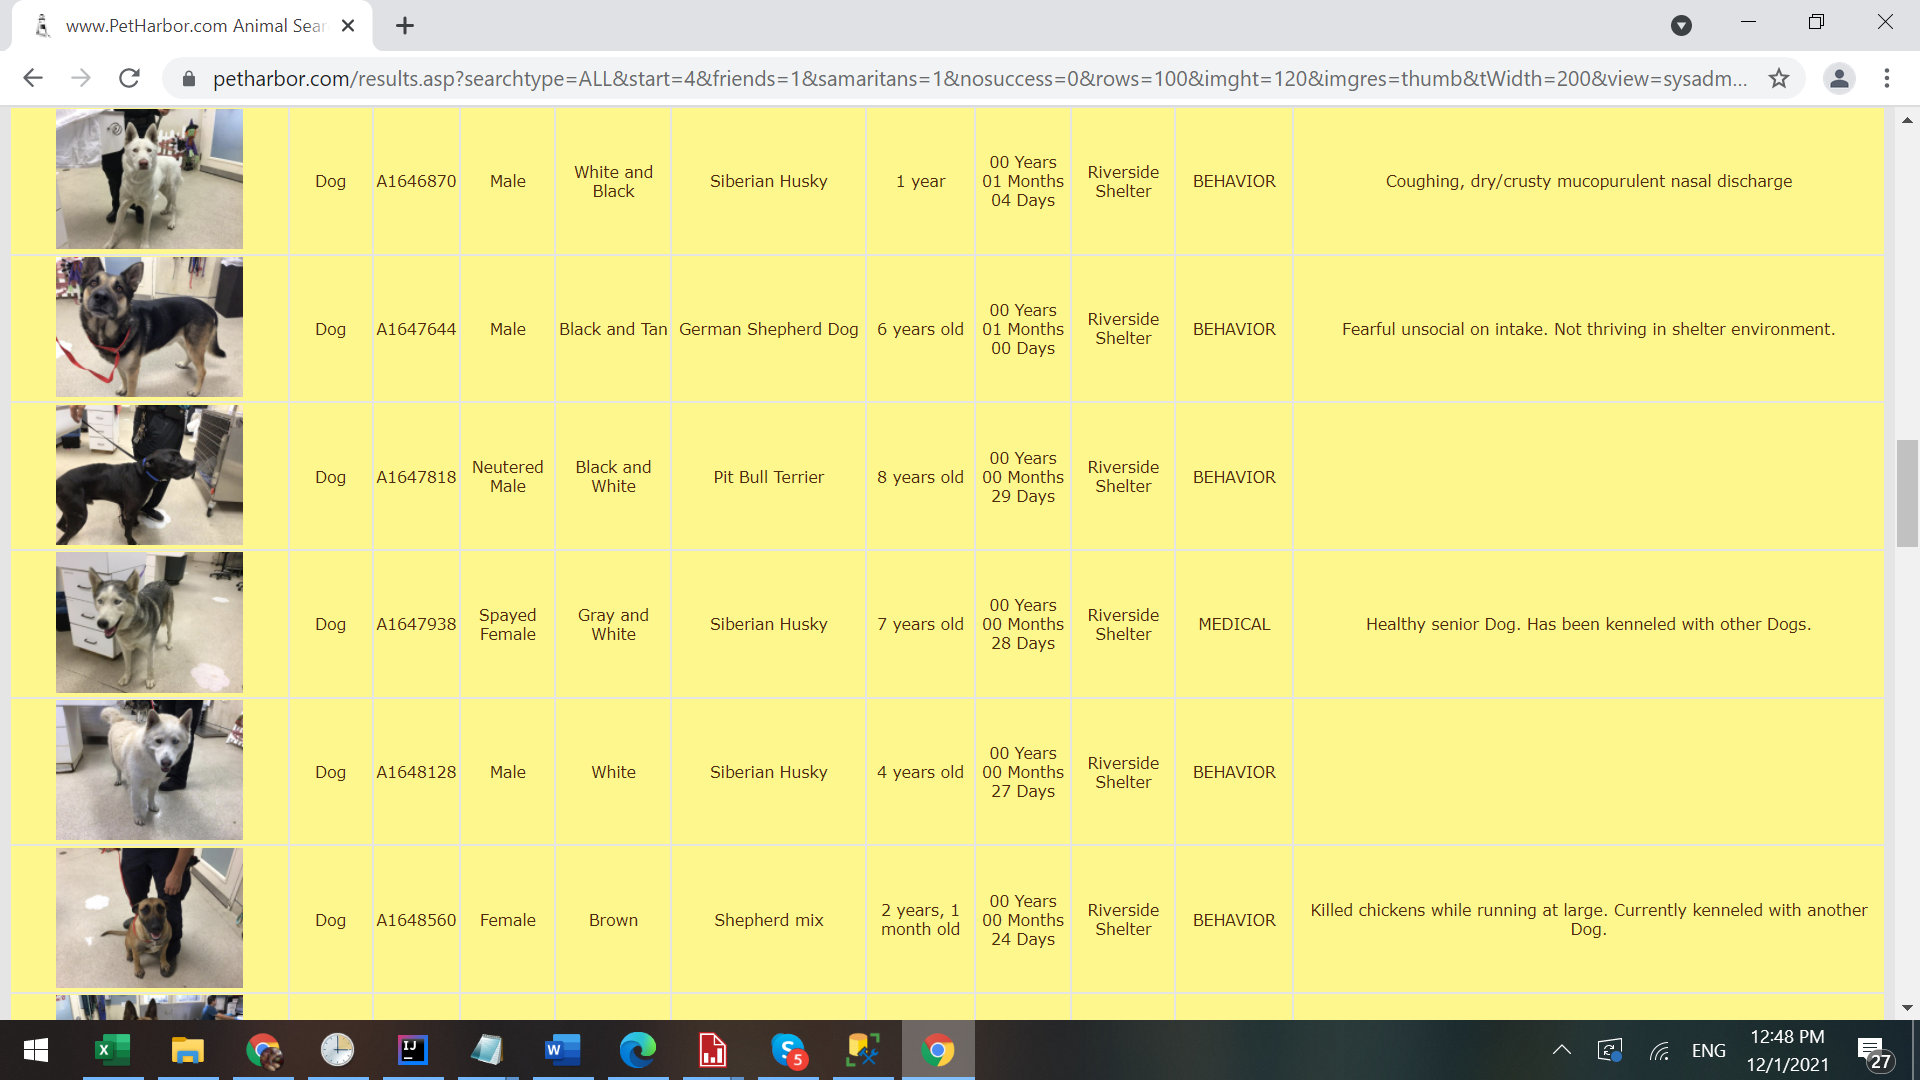 www.PetHarbor.com Animal Sear
petharbor.com/results.asp?searchtype=ALL&start=4&friends=1&samaritans=1&nosuccess=0&rows=100&imght=120&imgres=thumb&tWidth=200&view=sysadm...
Dog
A1646870
Male
White and
Black
Siberian Husky
1 year
00 Years
01 Months
04 Days
Riverside
Shelter
BEHAVIOR
Coughing, dry/crusty mucopurulent nasal discharge
Dog
A1647644
Male
Black and Tan
German Shepherd Dog
6 years old
00 Years
01 Months
00 Days
Riverside
Shelter
BEHAVIOR
Fearful unsocial on intake. Not thriving in shelter environment.
Dog
A1647818
Neutered
Male
Black and
White
Pit Bull Terrier
8 years old
00 Years
00 Months
29 Days
Riverside
Shelter
BEHAVIOR
Dog
A1647938
Spayed
Female
Gray and
White
Siberian Husky
7 years old
00 Years
00 Months
28 Days
Riverside
Shelter
MEDICAL
Healthy senior Dog. Has been kenneled with other Dogs.
Dog
A1648128
Male
White
Siberian Husky
4 years old
00 Years
00 Months
27 Days
Riverside
Shelter
BEHAVIOR
Dog
A1648560
Female
Brown
Shepherd mix
2 years, 1
month old
00 Years
00 Months
24 Days
Riverside
Shelter
BEHAVIOR
Killed chickens while running at large. Currently kenneled with another
Dog.
X
IJ
W
S
5
ENG
12:48 PM
12/1/2021
27